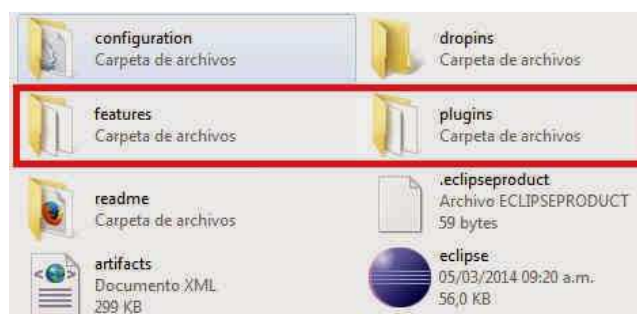 configuration
Carpeta de archivos
dropins
Carpeta de archivos
features
Carpeta de archivos
plugins
Carpeta de archivos
readme
Carpeta de archivos
.eclipseproduct
Archivo ECLIPSEPRODUCT
59 bytes
artifacts
Documento XML
299 KB
eclipse
05/03/2014 09:20 a.m.
56,0 KB